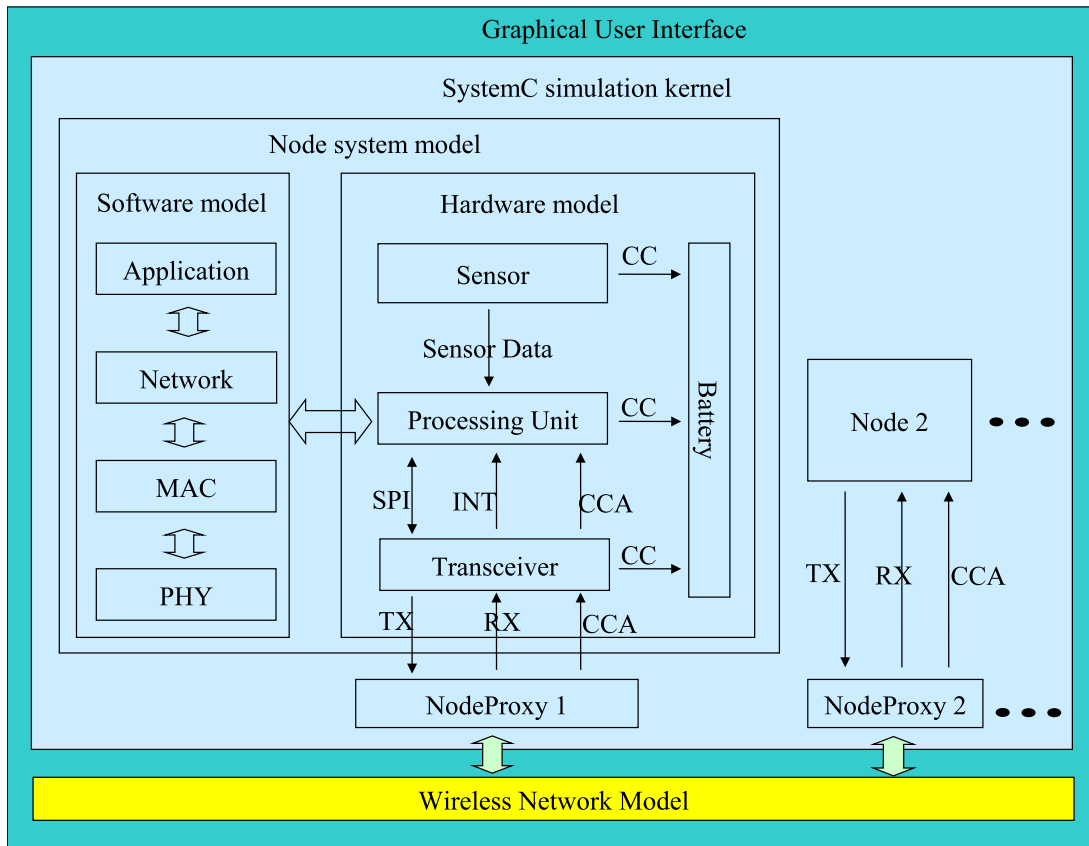 Graphical User Interface
SystemC simulation kernel
Node system model
Software model
Application
Network
MAC
PHY
Hardware model
Sensor
CC
Sensor Data
Processing Unit
CC
Battery
SPI
INT
CCA
Transceiver
CC
TX
RX
CCA
NodeProxy 1
Node 2
TX
RX
CCA
NodeProxy 2
Wireless Network Model